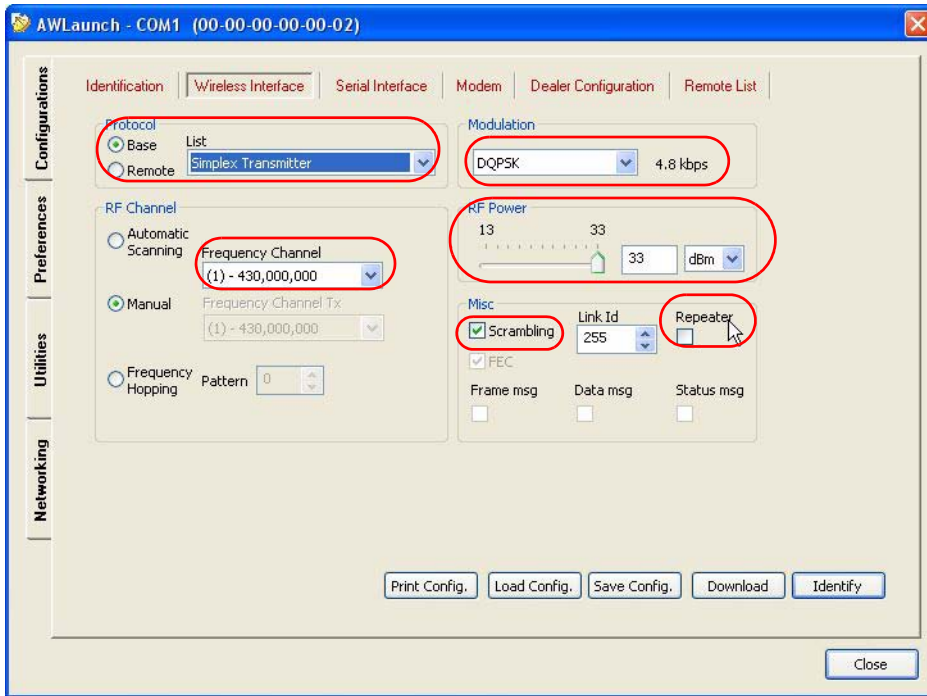 AWLaunch - COM1 (00-00-00-00-00-02)
Configurations
Preferences
Utilities
Networking
Identification
Wireless Interface
Serial Interface
Modem
Dealer Configuration
Remote List
Protocol
Base
Remote
List
Simplex Transmitter
Modulation
DQPSK
4.8 kbps
RF Channel
Automatic
Scanning
Frequency Channel
(1) - 430,000,000
Manual
Frequency Channel Tx
(1) - 430,000,000
Frequency
Hopping
Pattern
0
RF Power
13
33
33
dBm
Misc
Scrambling
Link Id
255
Repeater
FEC
Frame msg
Data msg
Status msg
Print Config.
Load Config.
Save Config.
Download
Identify
Close